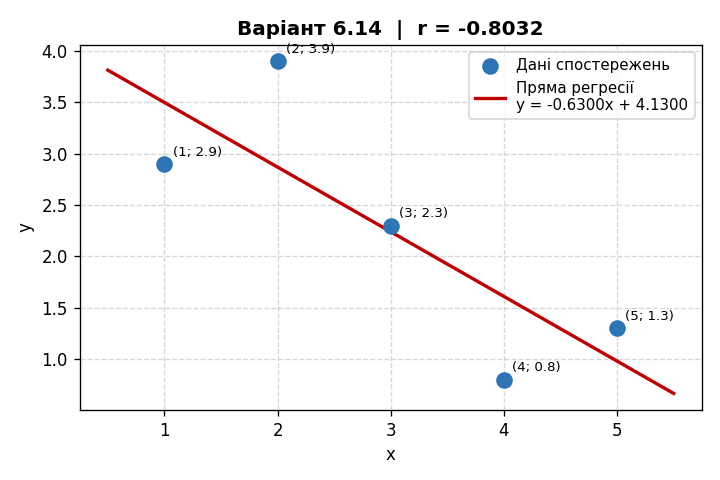 Варіант 6.14 | r = -0.8032
4.0
3.5
3.0
2.5
2.0
1.5
1.0
y
(2; 3.9)
(1; 2.9)
(3; 2.3)
(5; 1.3)
(4; 0.8)
Дані спостережень
Пряма регресії
y = -0.6300x + 4.1300
1 2 3 4 5
x